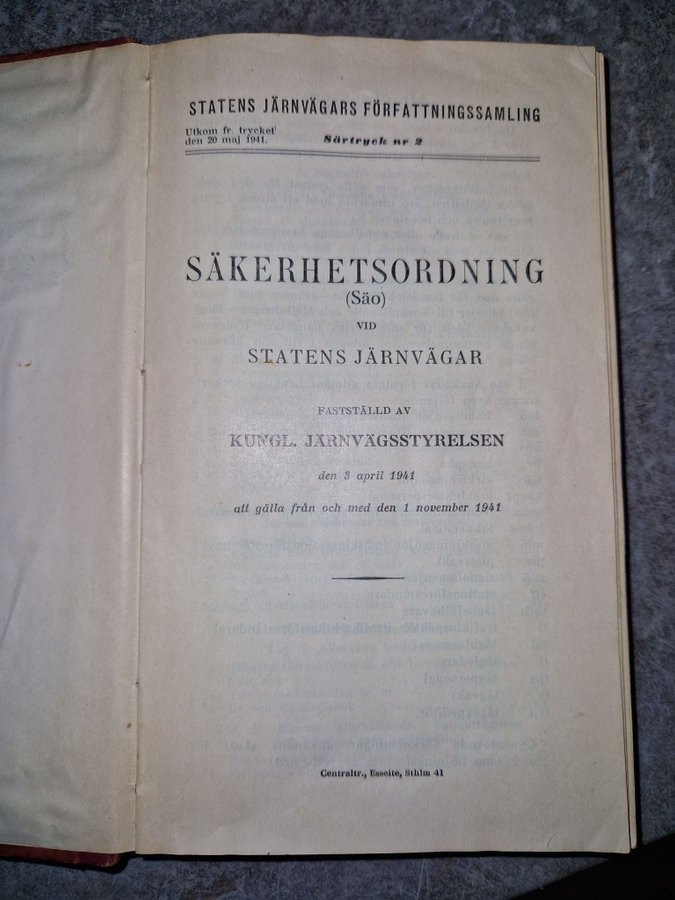 STATENS JÄRNVÄGARS FÖRFATTNINGSSAMLING
Utkom fr. trycket
den 20 maj 1941.
Särtryck nr 2
SÄKERHETSORDNING
(Säo)
VID
STATENS JÄRNVÄGAR
FASTSTÄLLD AV
KUNGL. JÄRNVÄGSSTYRELSEN
den 3 april 1941
att gälla från och med den 1 november 1941
Centraltr., Esselte, Sthlm 41